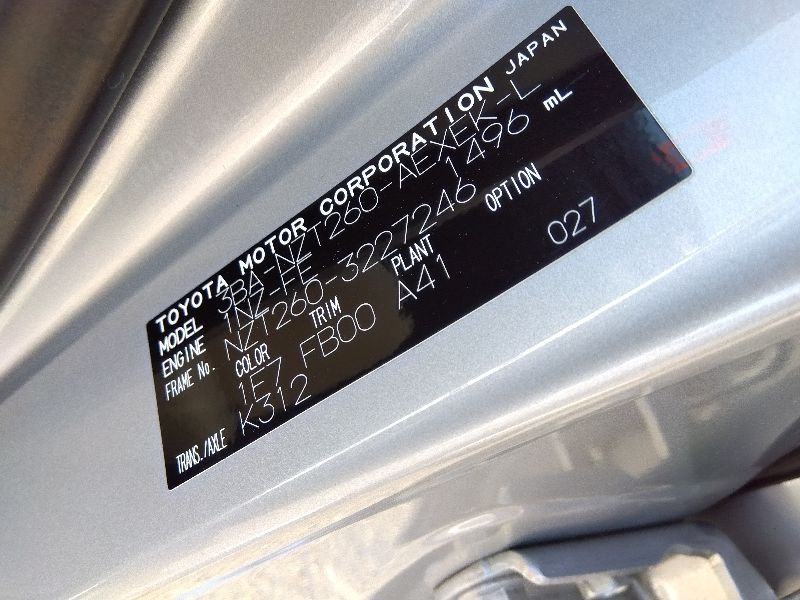 TOYOTA MOTOR CORPORATION JAPAN
MODEL 3BA-NZT260-AEXEK-L
ENGINE 1NZ-FE 1496 mL
FRAME No. NZT260-3227246
COLOR TRIM PLANT OPTION
1E7 FB00 A41 027
TRANS./AXLE K312